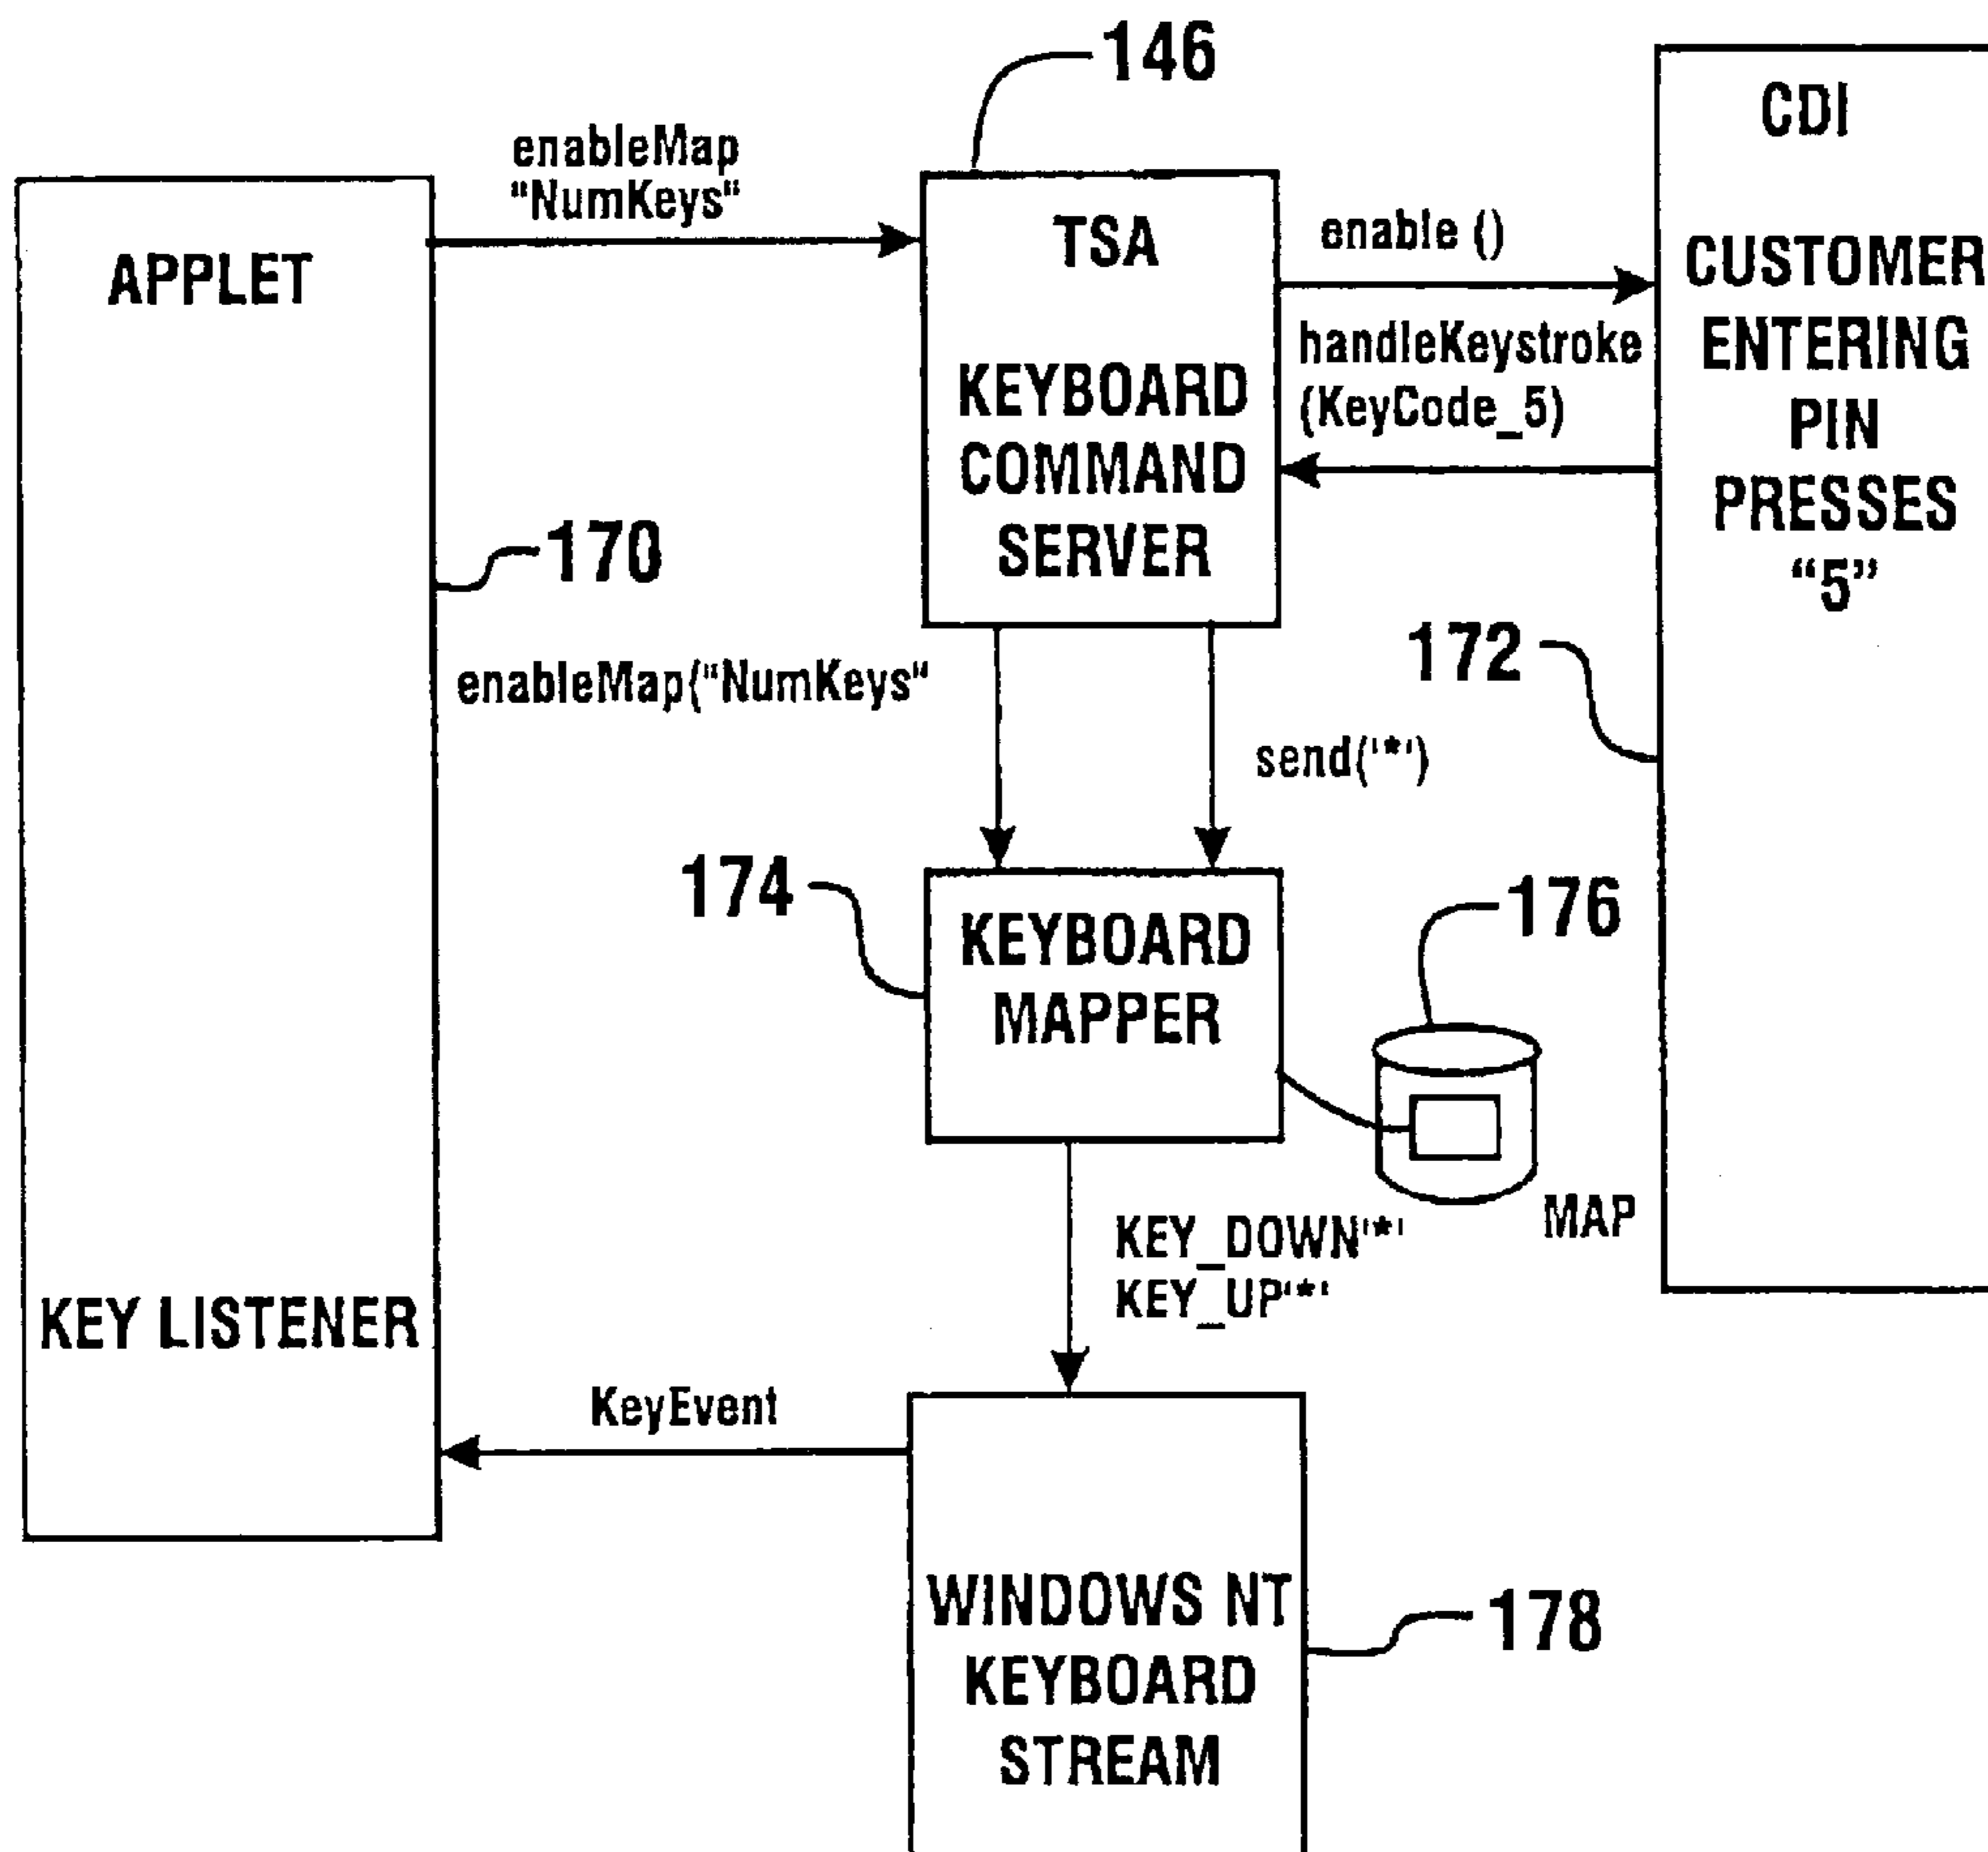 146
CDI
enableMap
"NumKeys"
APPLET
TSA
KEYBOARD
COMMAND
SERVER
enable ()
handleKeystroke
(KeyCode_5)
CUSTOMER
ENTERING
PIN
PRESSES
“5”
170
172
enableMap("NumKeys"
send('*')
174
KEYBOARD
MAPPER
176
MAP
KEY_DOWN'*'
KEY_UP'*'
KEY LISTENER
KeyEvent
WINDOWS NT
KEYBOARD
STREAM
178